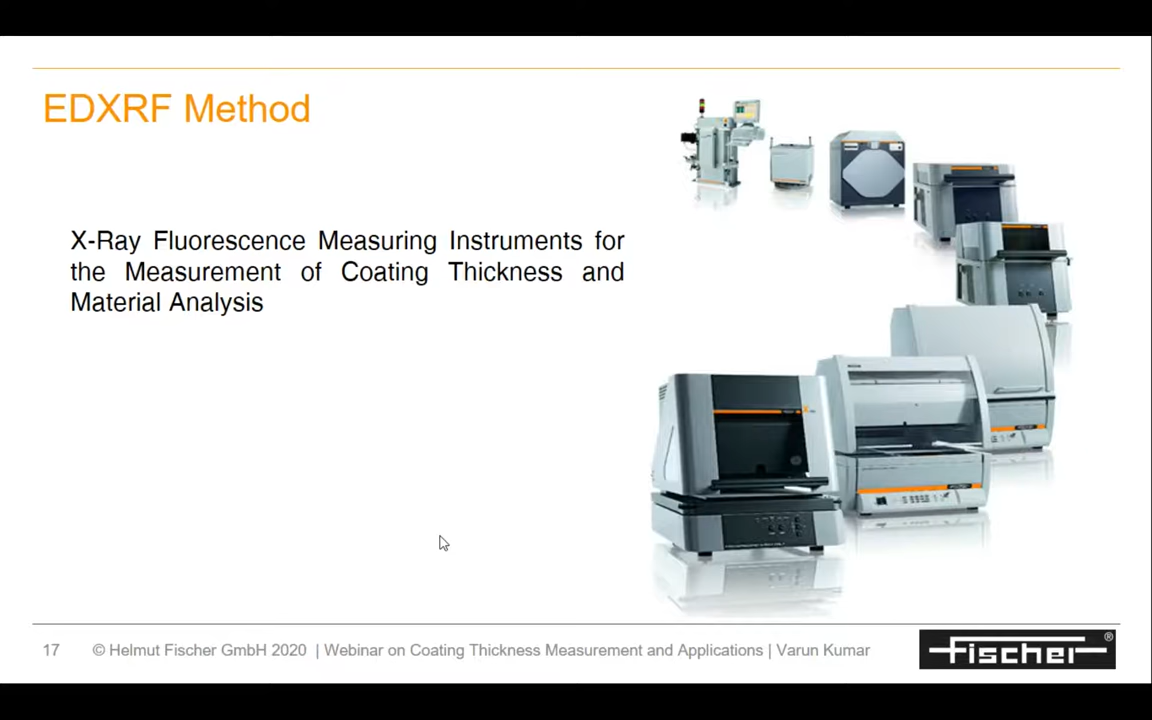 EDXRF Method
X-Ray Fluorescence Measuring Instruments for
the Measurement of Coating Thickness and
Material Analysis
17 © Helmut Fischer GmbH 2020 | Webinar on Coating Thickness Measurement and Applications | Varun Kumar
Fischer®